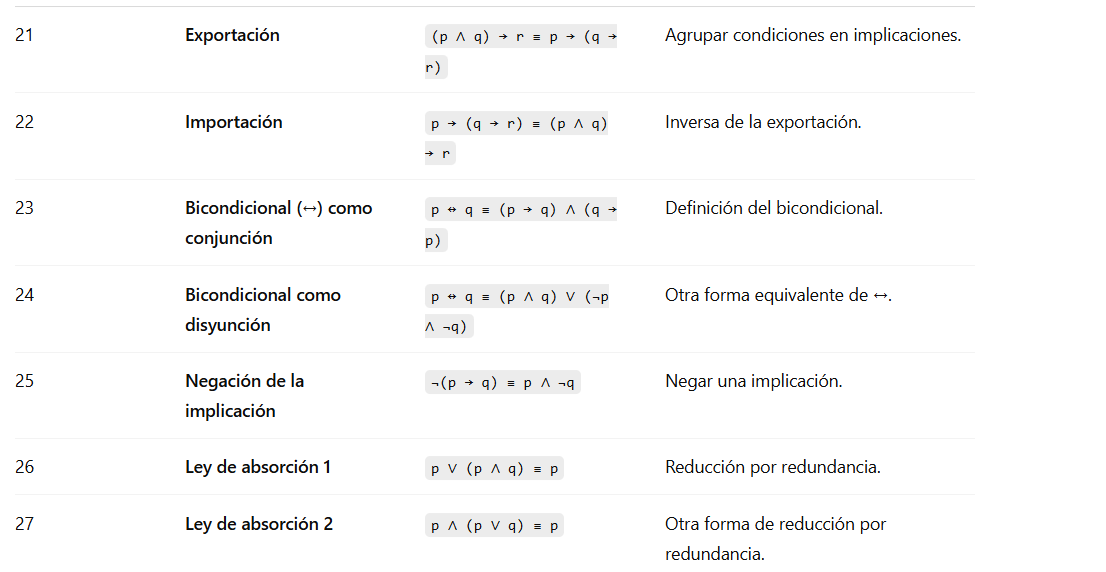 21 Exportación (p ∧ q) → r ≡ p → (q → Agrupar condiciones en implicaciones.
r)
22 Importación p → (q → r) ≡ (p ∧ q) Inversa de la exportación.
→ r
23 Bicondicional (↔) como p ↔ q ≡ (p → q) ∧ (q → Definición del bicondicional.
conjunción p)
24 Bicondicional como p ↔ q ≡ (p ∧ q) ∨ (¬p Otra forma equivalente de ↔.
disyunción ∧ ¬q)
25 Negación de la ¬(p → q) ≡ p ∧ ¬q Negar una implicación.
implicación
26 Ley de absorción 1 p ∨ (p ∧ q) ≡ p Reducción por redundancia.
27 Ley de absorción 2 p ∧ (p ∨ q) ≡ p Otra forma de reducción por
redundancia.